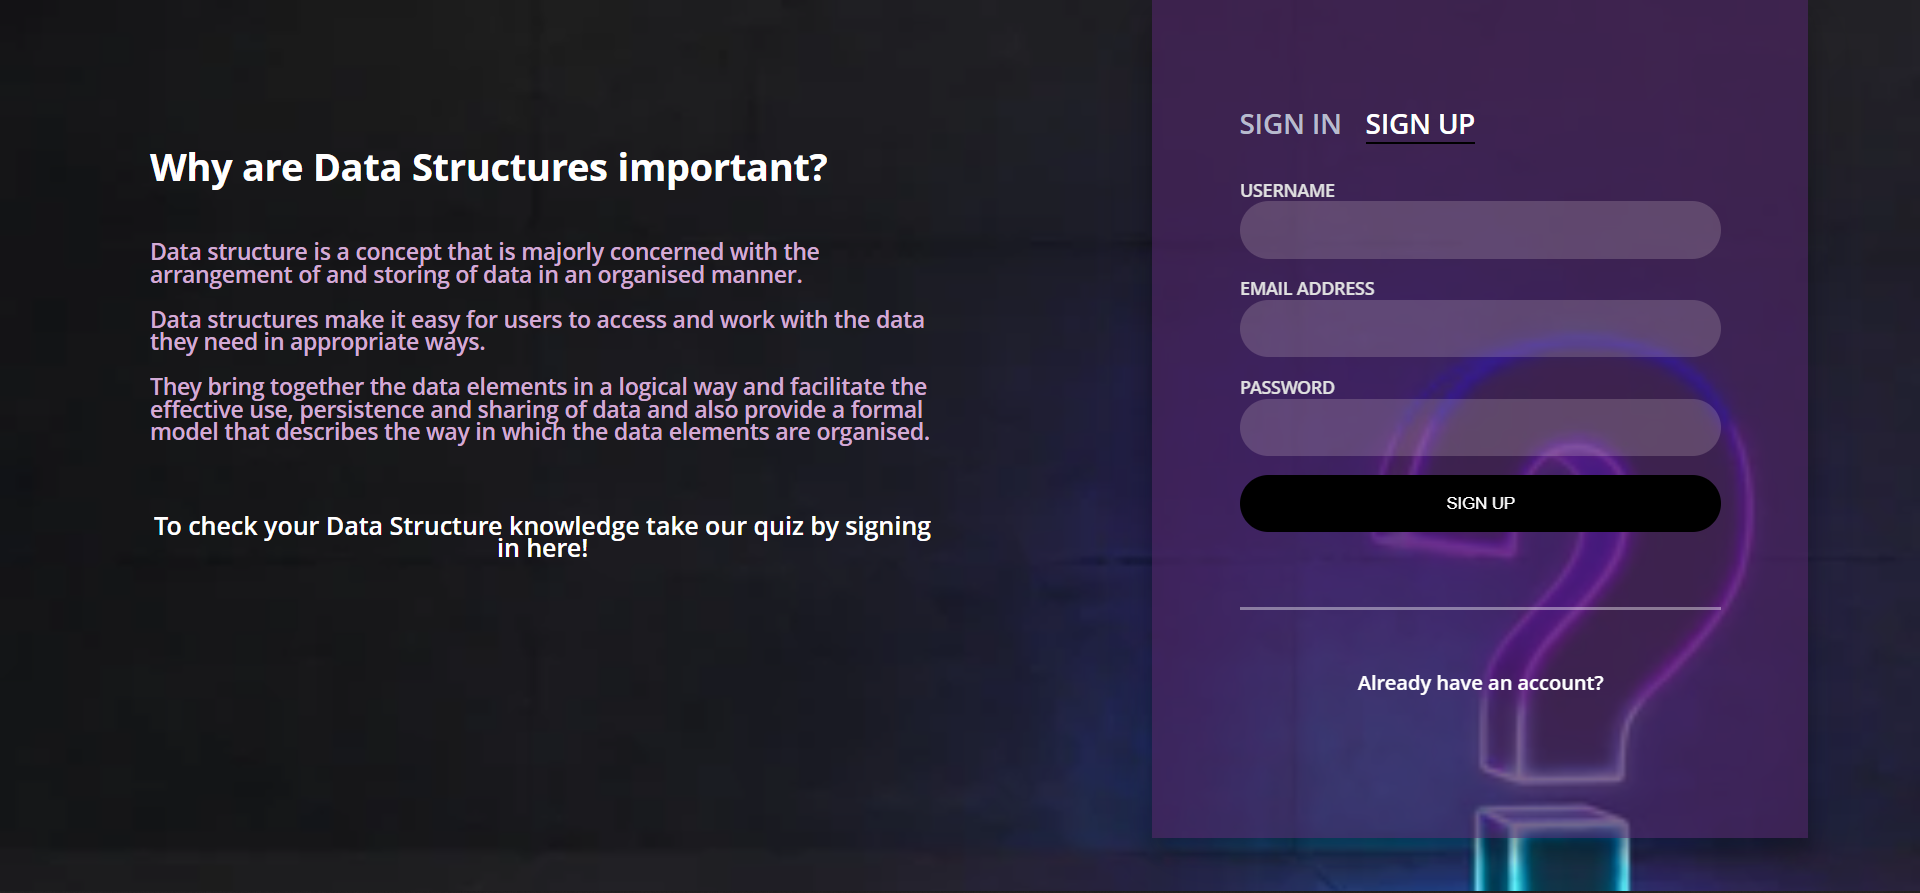 Why are Data Structures important?
Data structure is a concept that is majorly concerned with the
arrangement of and storing of data in an organised manner.
Data structures make it easy for users to access and work with the data
they need in appropriate ways.
They bring together the data elements in a logical way and facilitate the
effective use, persistence and sharing of data and also provide a formal
model that describes the way in which the data elements are organised.
To check your Data Structure knowledge take our quiz by signing
in here!
SIGN IN SIGN UP
USERNAME
EMAIL ADDRESS
PASSWORD
SIGN UP
Already have an account?